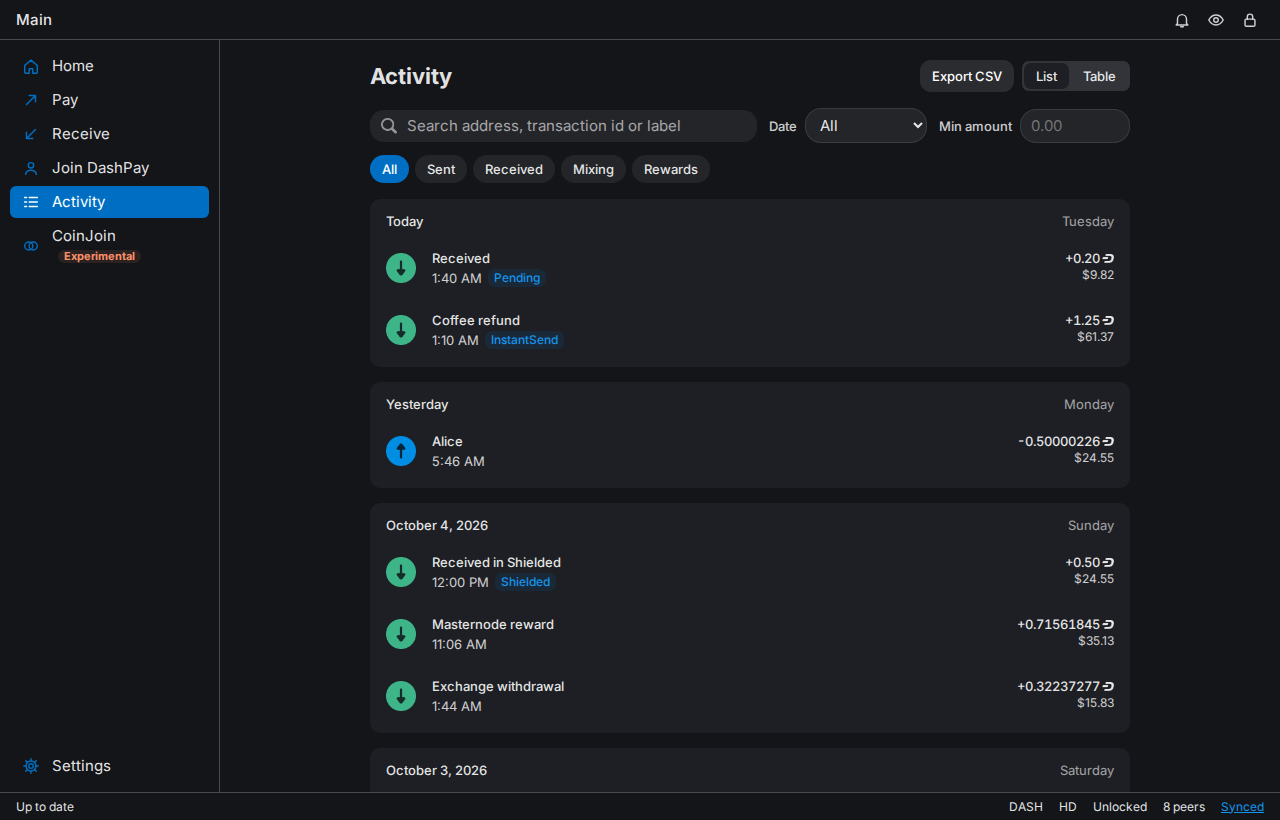 Main
Home
Pay
Receive
Join DashPay
Activity
CoinJoin
Experimental
Settings
Activity
Export CSV
List
Table
Search address, transaction id or label
Date
All
Min amount
0.00
All
Sent
Received
Mixing
Rewards
Today
Tuesday
Received
+0.20
1:40 AM
Pending
$9.82
Coffee refund
+1.25
1:10 AM
InstantSend
$61.37
Yesterday
Monday
Alice
-0.50000226
5:46 AM
$24.55
October 4, 2026
Sunday
Received in Shielded
+0.50
12:00 PM
Shielded
$24.55
Masternode reward
+0.71561845
11:06 AM
$35.13
Exchange withdrawal
+0.32237277
1:44 AM
$15.83
October 3, 2026
Saturday
Up to date
DASH
HD
Unlocked
8 peers
Synced